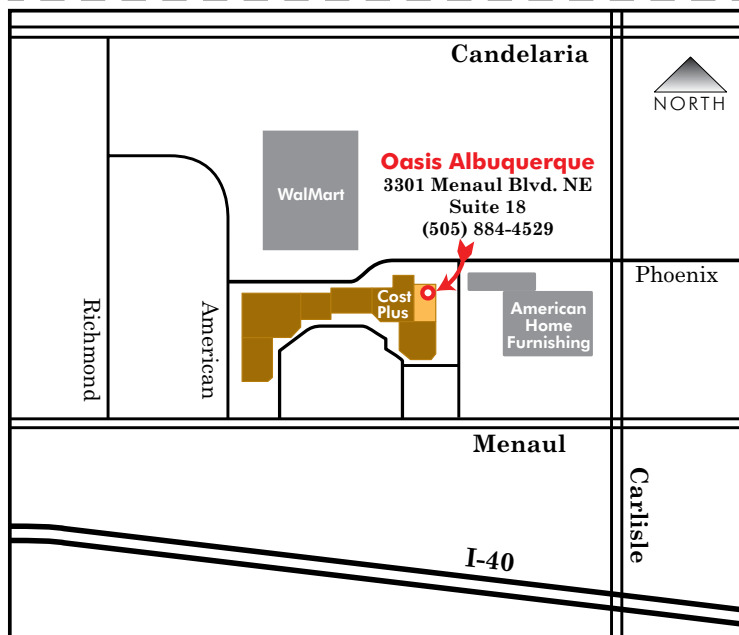 Candelaria
NORTH
Oasis Albuquerque
3301 Menaul Blvd. NE
Suite 18
(505) 884-4529
WalMart
Phoenix
Richmond
American
Cost
Plus
American
Home
Furnishing
Menaul
Carlisle
I-40